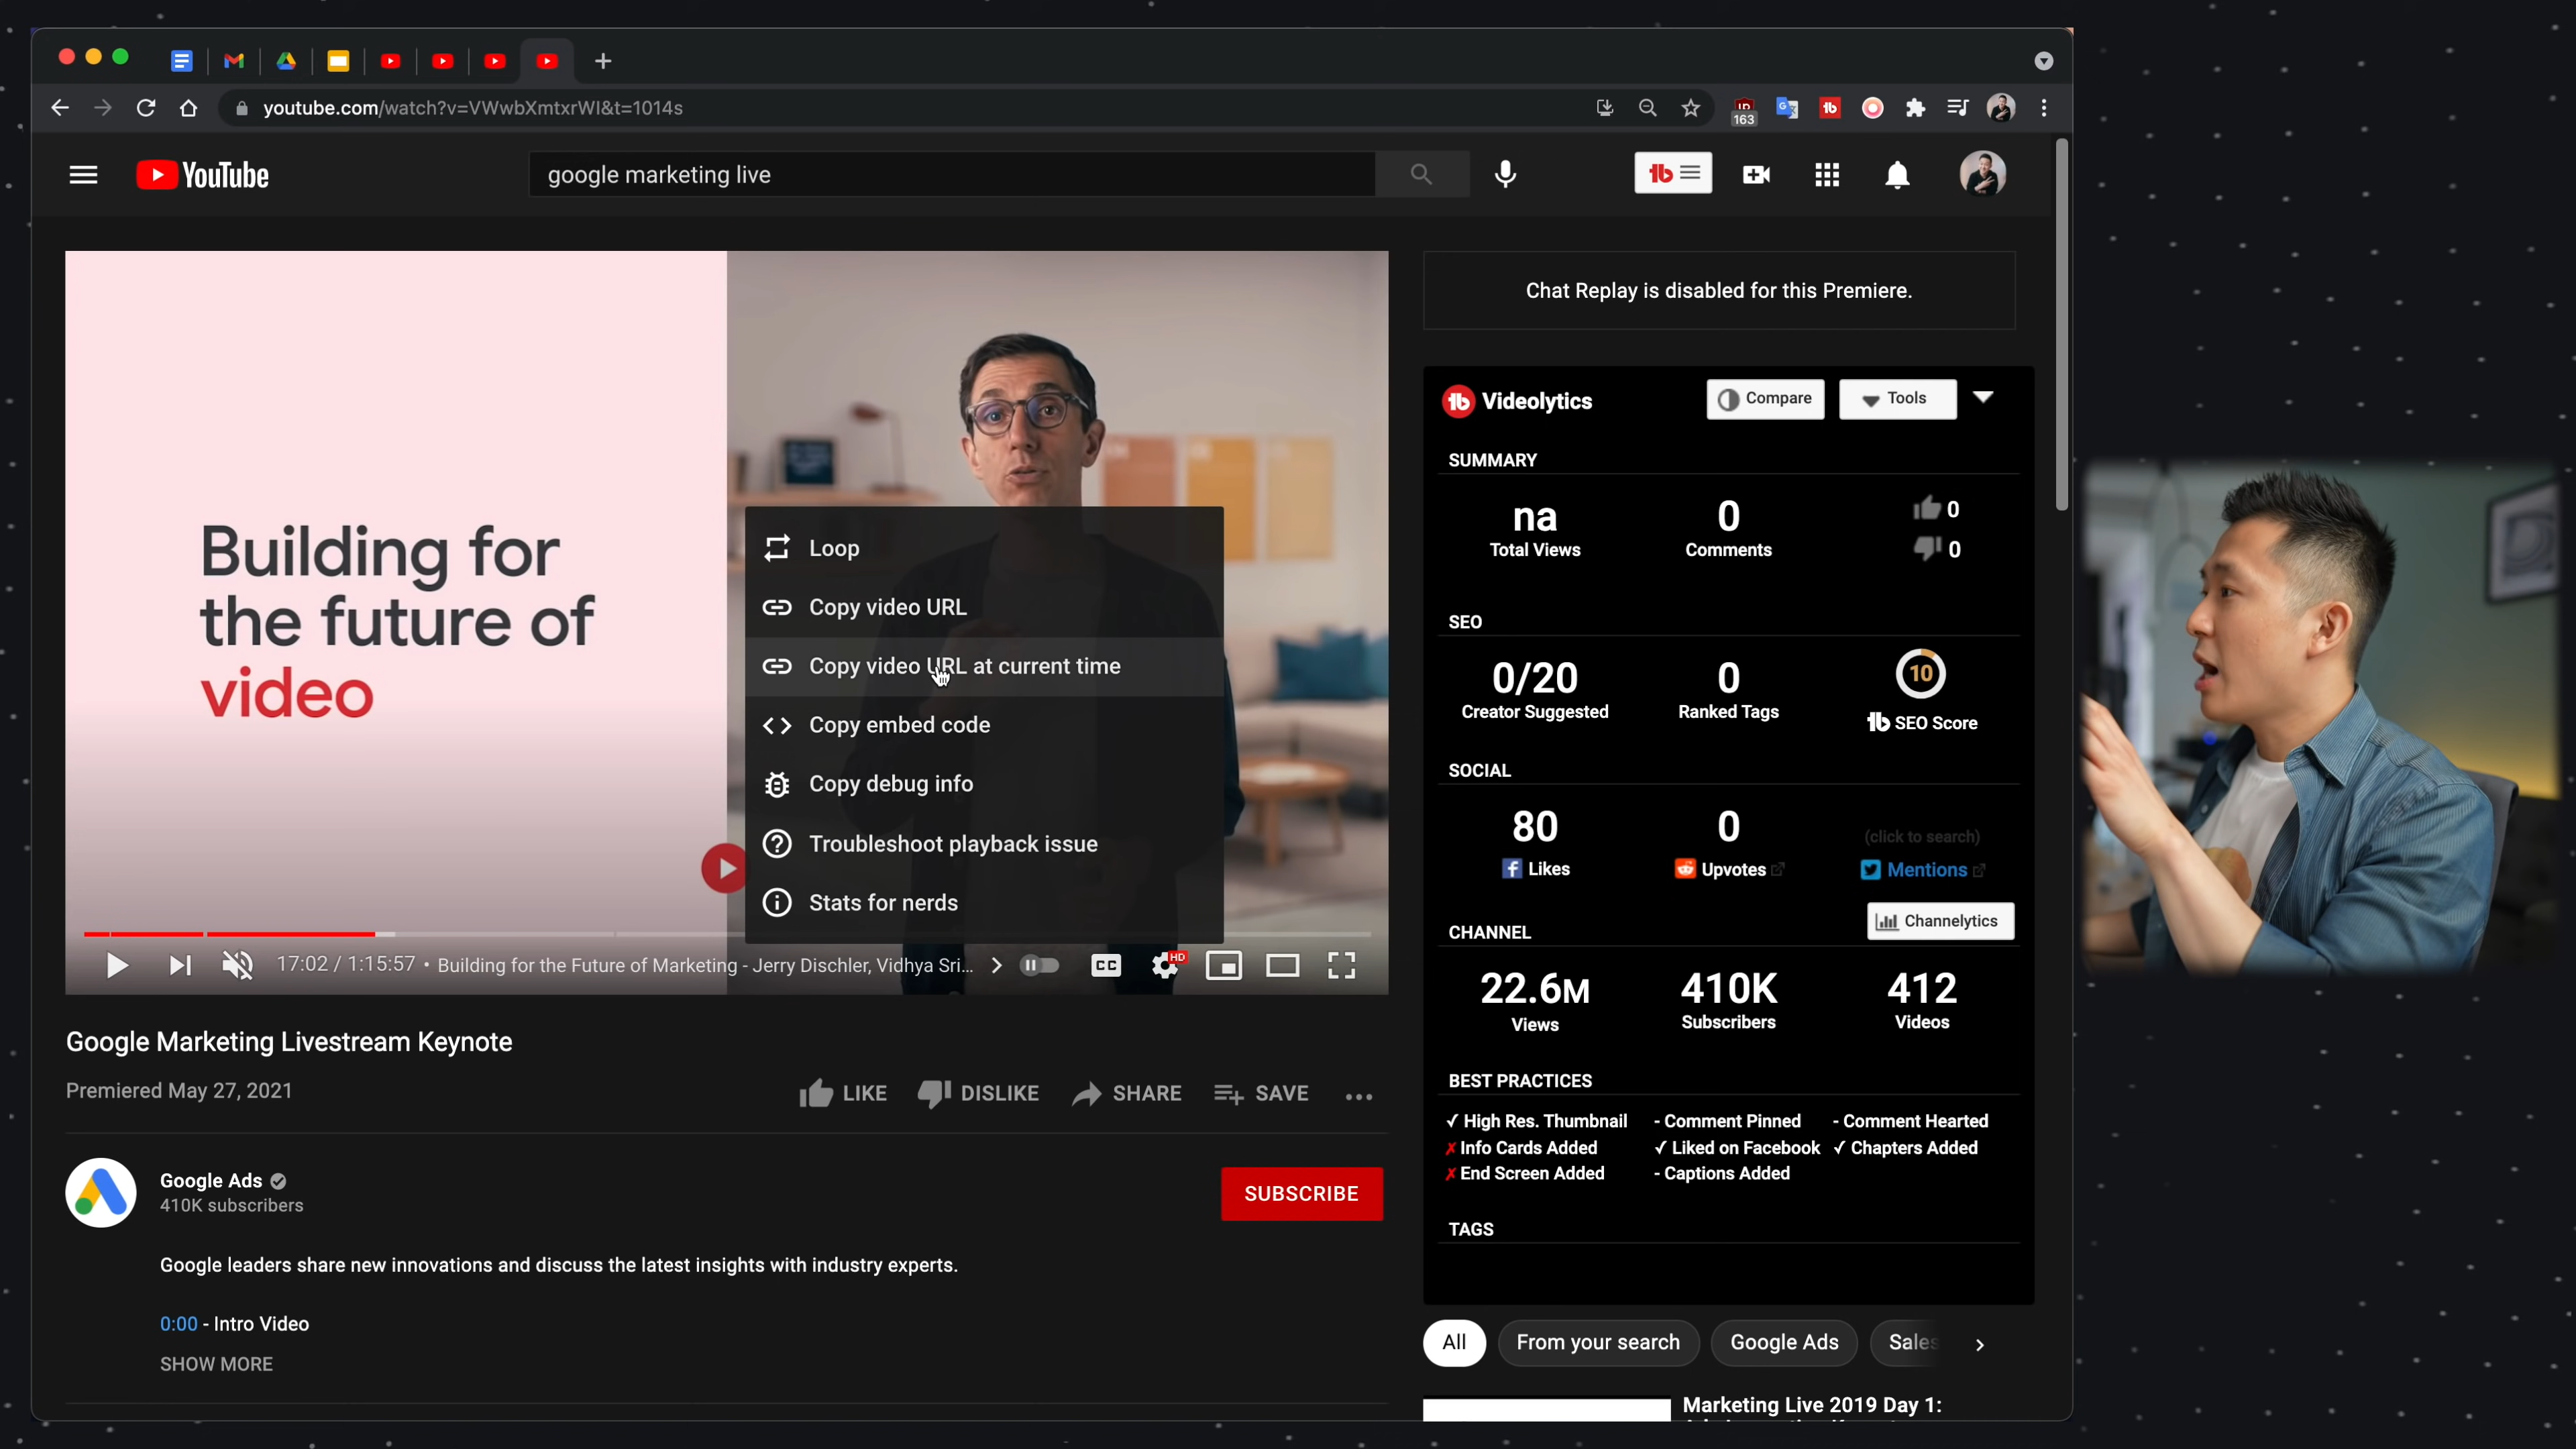 youtube.com/watch?v=VWwbXmtxrWI&t=1014s
163
YouTube
google marketing live
Building for
the future of
video
Loop
Copy video URL
Copy video URL at current time
Copy embed code
Copy debug info
Troubleshoot playback issue
Stats for nerds
17:02 / 1:15:57 • Building for the Future of Marketing - Jerry Dischler, Vidhya Sri...
CC
HD
Google Marketing Livestream Keynote
Premiered May 27, 2021
LIKE
DISLIKE
SHARE
SAVE
Google Ads
410K subscribers
SUBSCRIBE
Google leaders share new innovations and discuss the latest insights with industry experts.
0:00 - Intro Video
SHOW MORE
Chat Replay is disabled for this Premiere.
Videolytics
Compare
Tools
SUMMARY
na
Total Views
0
Comments
0
0
SEO
0/20
Creator Suggested
0
Ranked Tags
10
SEO Score
SOCIAL
80
Likes
0
Upvotes
(click to search)
Mentions
Channelytics
CHANNEL
22.6M
Views
410K
Subscribers
412
Videos
BEST PRACTICES
✓ High Res. Thumbnail - Comment Pinned - Comment Hearted
✗ Info Cards Added ✓ Liked on Facebook ✓ Chapters Added
✗ End Screen Added - Captions Added
TAGS
All
From your search
Google Ads
Sales
Marketing Live 2019 Day 1: